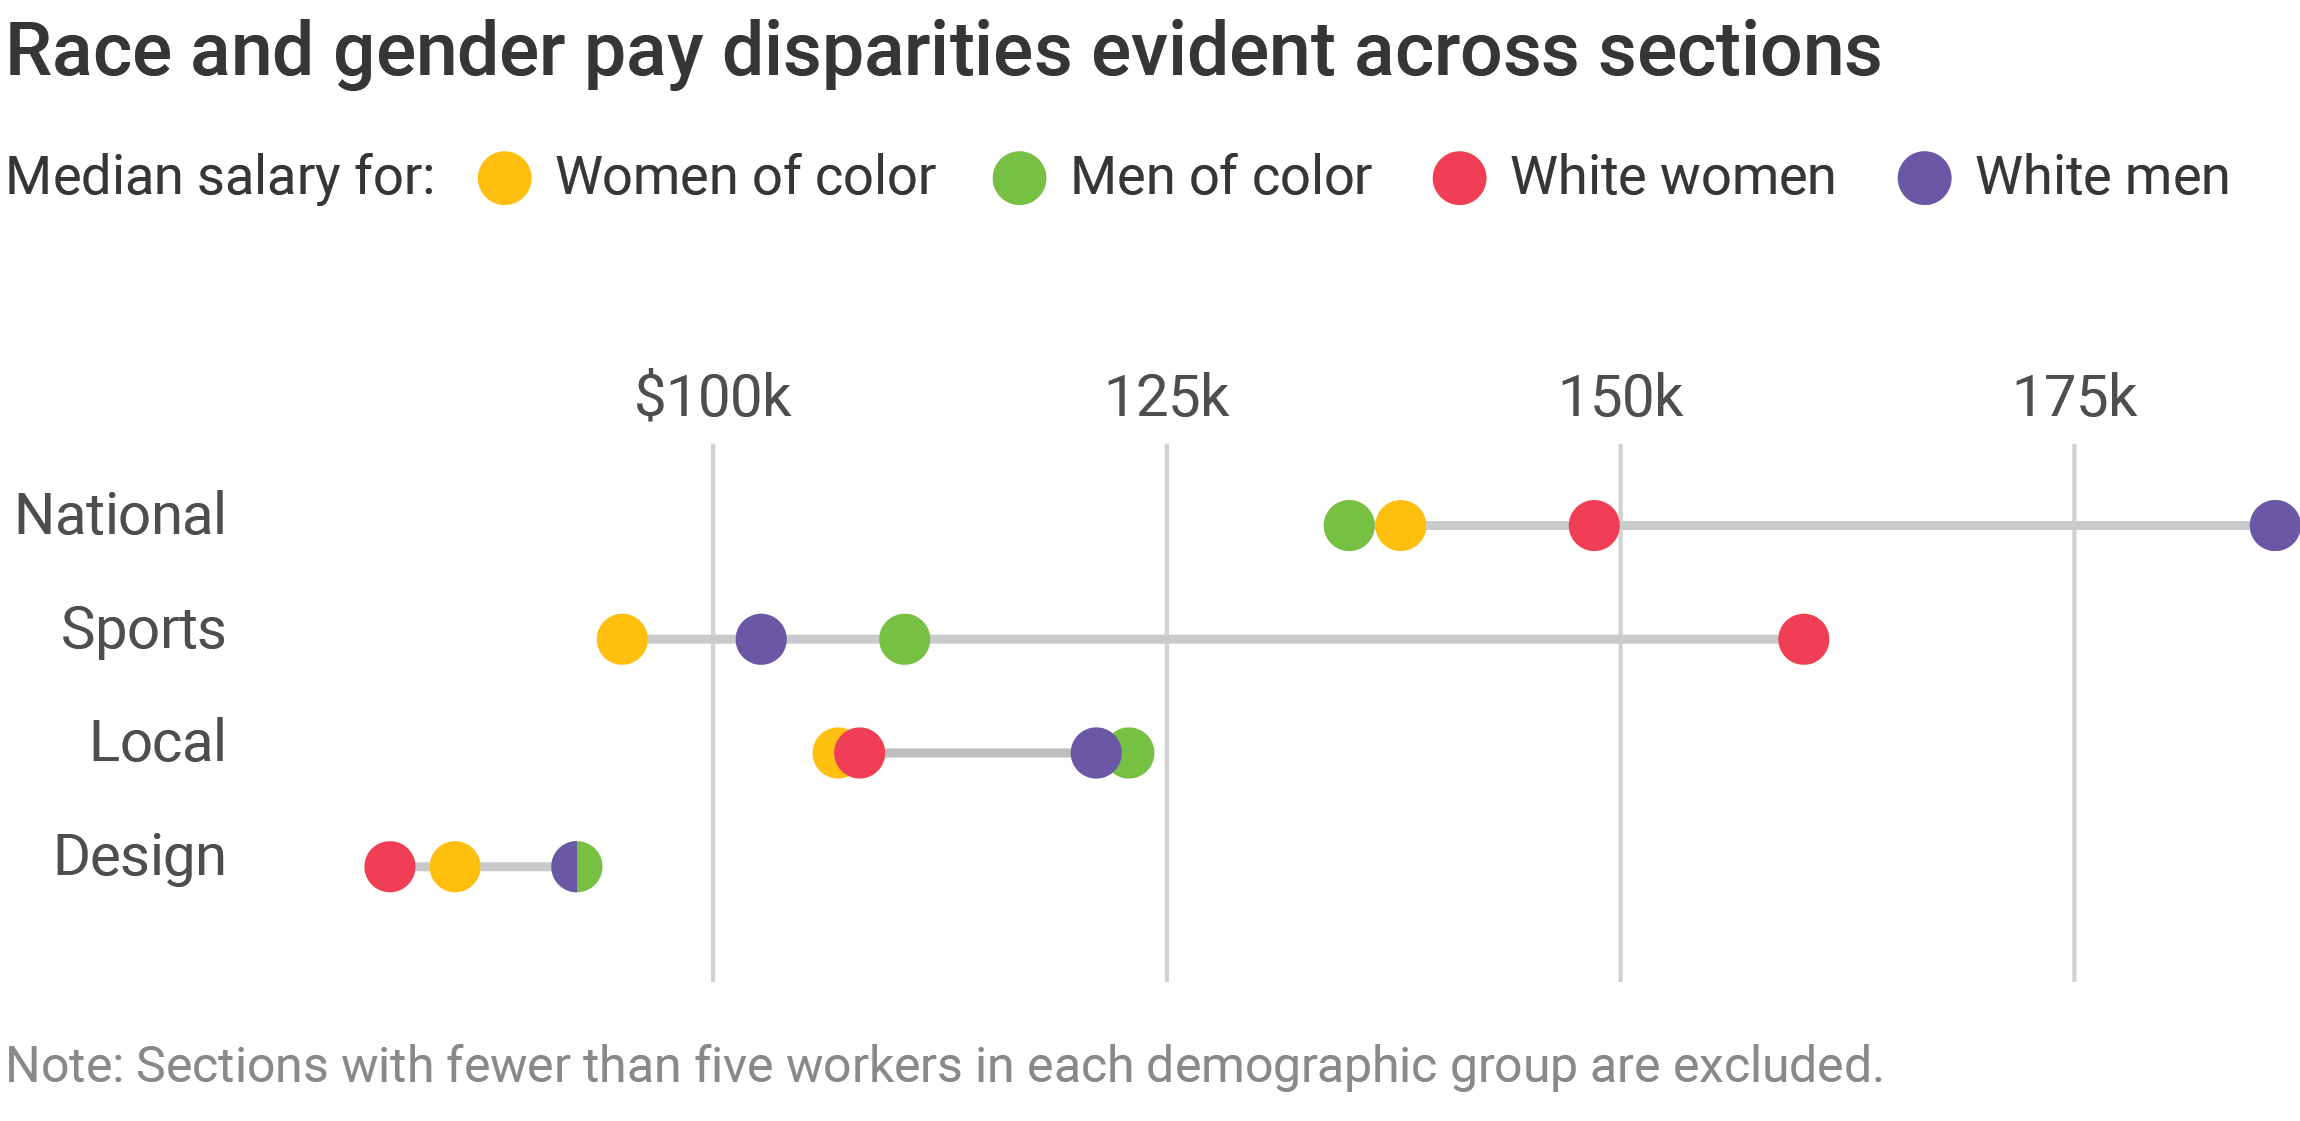 Race and gender pay disparities evident across sections
Median salary for: Women of color Men of color White women White men
$100k 125k 150k 175k
National
Sports
Local
Design
Note: Sections with fewer than five workers in each demographic group are excluded.